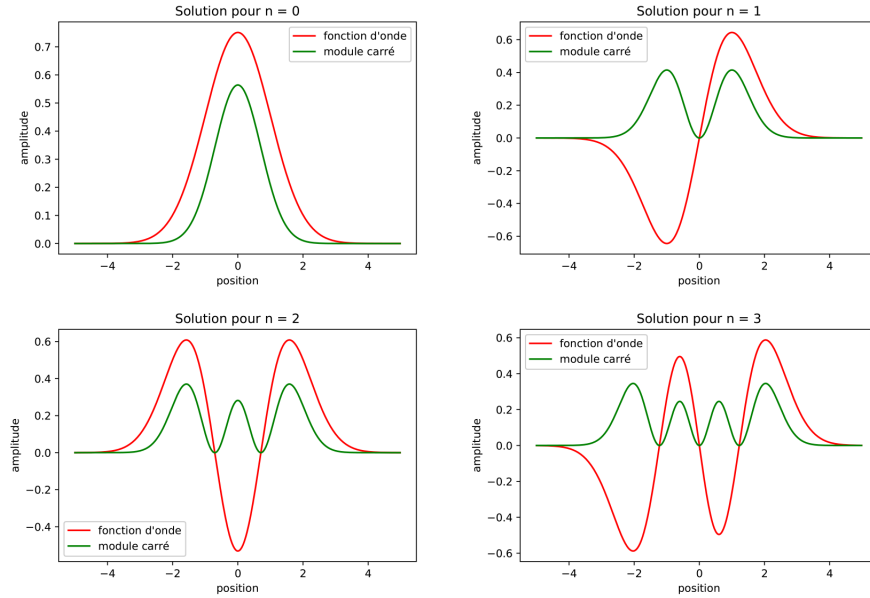 Solution pour n = 0
fonction d'onde
module carré
0.7
0.6
0.5
0.4
0.3
0.2
0.1
0.0
amplitude
−4
−2
0
2
4
position
Solution pour n = 1
fonction d'onde
module carré
0.6
0.4
0.2
0.0
−0.2
−0.4
−0.6
amplitude
−4
−2
0
2
4
position
Solution pour n = 2
0.6
0.4
0.2
0.0
−0.2
−0.4
amplitude
fonction d'onde
module carré
−4
−2
0
2
4
position
Solution pour n = 3
fonction d'onde
module carré
0.6
0.4
0.2
0.0
−0.2
−0.4
−0.6
amplitude
−4
−2
0
2
4
position